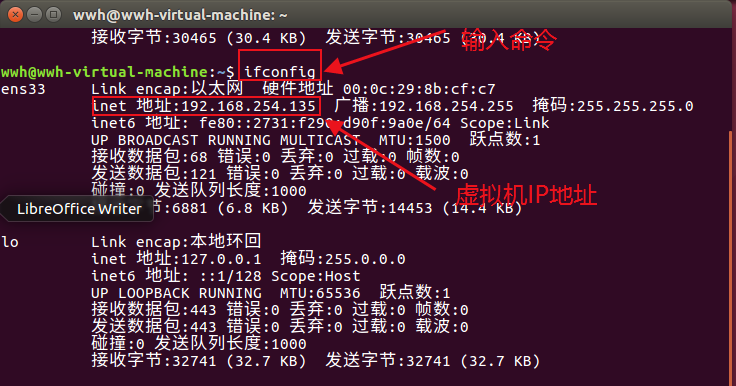 wwh@wwh-virtual-machine: ~
接收字节:30465 (30.4 KB) 发送字节:30465 (30.4 KB)
输入命令
wwh@wwh-virtual-machine:~$ ifconfig
ens33 Link encap:以太网 硬件地址 00:0c:29:8b:cf:c7
inet 地址:192.168.254.135 广播:192.168.254.255 掩码:255.255.255.0
inet6 地址: fe80::2731:f29 :d90f:9a0e/64 Scope:Link
UP BROADCAST RUNNING MULTICAST MTU:1500 跃点数:1
接收数据包:68 错误:0 丢弃:0 过载:0 帧数:0
发送数据包:121 错误:0 丢弃:0 过载:0 载波:0
碰撞:0 发送队列长度:1000
虚拟机IP地址
LibreOffice Writer
节:6881 (6.8 KB) 发送字节:14453 (14.4 KB)
lo Link encap:本地环回
inet 地址:127.0.0.1 掩码:255.0.0.0
inet6 地址: ::1/128 Scope:Host
UP LOOPBACK RUNNING MTU:65536 跃点数:1
接收数据包:443 错误:0 丢弃:0 过载:0 帧数:0
发送数据包:443 错误:0 丢弃:0 过载:0 载波:0
碰撞:0 发送队列长度:1000
接收字节:32741 (32.7 KB) 发送字节:32741 (32.7 KB)